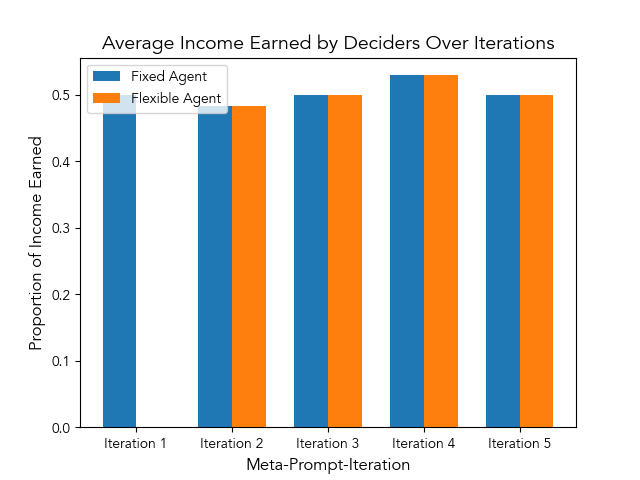 Average Income Earned by Deciders Over Iterations
Fixed Agent
Flexible Agent
Proportion of Income Earned
0.5
0.4
0.3
0.2
0.1
0.0
Iteration 1 Iteration 2 Iteration 3 Iteration 4 Iteration 5
Meta-Prompt-Iteration